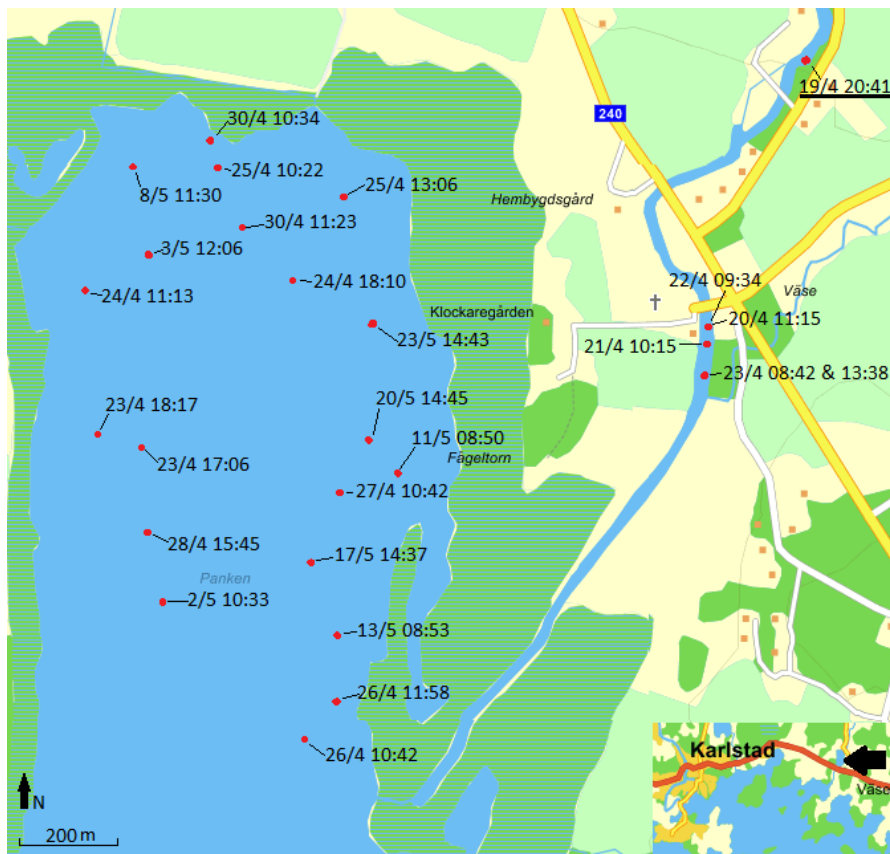 19/4 20:41
30/4 10:34
240
25/4 10:22
8/5 11:30
25/4 13:06
Hembygdsgård
30/4 11:23
3/5 12:06
22/4 09:34
24/4 18:10
Väse
24/4 11:13
Klockaregården
20/4 11:15
23/5 14:43
21/4 10:15
23/4 08:42 & 13:38
20/5 14:45
23/4 18:17
11/5 08:50
Fågeltorn
23/4 17:06
27/4 10:42
28/4 15:45
17/5 14:37
Panken
2/5 10:33
13/5 08:53
26/4 11:58
26/4 10:42
Karlstad
Väse
N
200 m